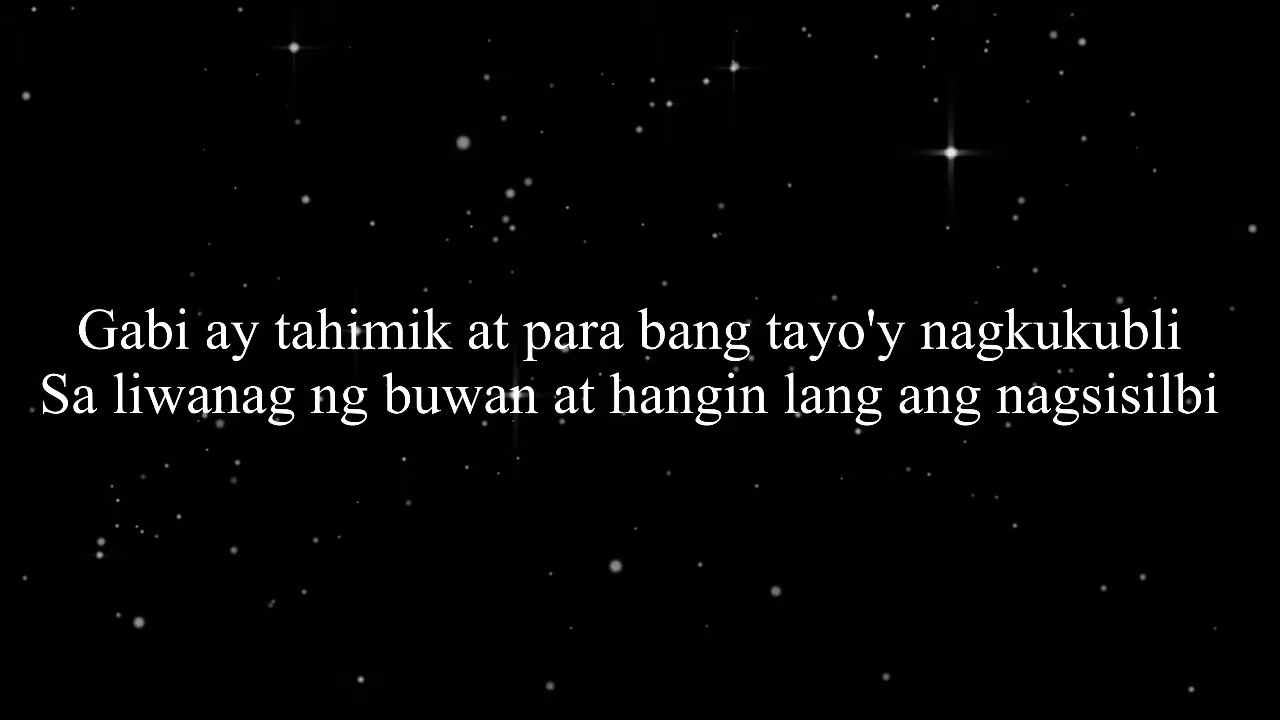 Gabi ay tahimik at para bang tayo'y nagkukubli
Sa liwanag ng buwan at hangin lang ang nagsisilbi